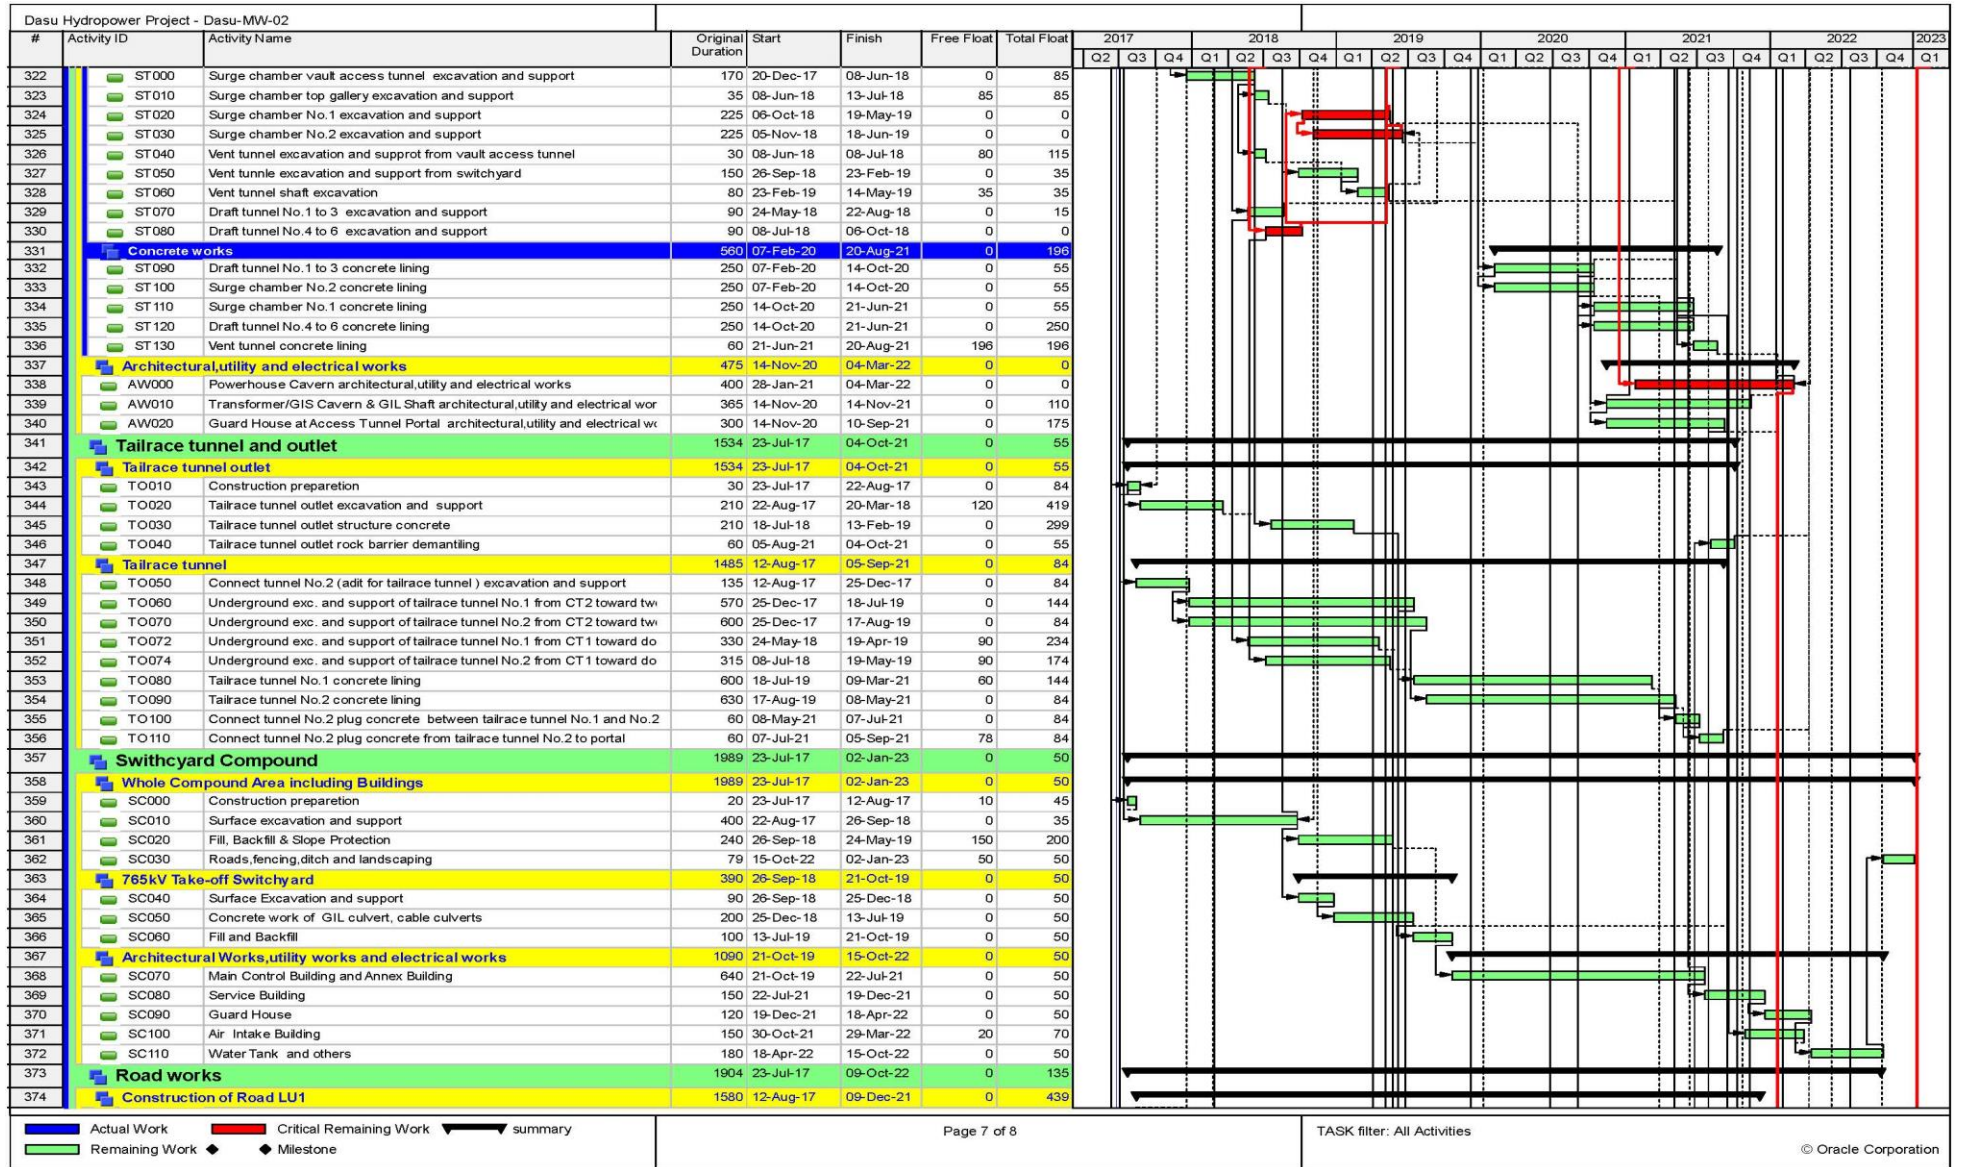 Dasu Hydropower Project - Dasu-MW-02
# Activity ID Activity Name Original Duration Start Finish Free Float Total Float 2017 2018 2019 2020 2021 2022 2023
Q2 Q3 Q4 Q1 Q2 Q3 Q4 Q1 Q2 Q3 Q4 Q1 Q2 Q3 Q4 Q1 Q2 Q3 Q4 Q1 Q2 Q3 Q4 Q1
322 ST000 Surge chamber vault access tunnel excavation and support 170 20-Dec-17 08-Jun-18 0 85
323 ST010 Surge chamber top gallery excavation and support 35 08-Jun-18 13-Jul-18 85 85
324 ST020 Surge chamber No.1 excavation and support 225 06-Oct-18 19-May-19 0 0
325 ST030 Surge chamber No.2 excavation and support 225 05-Nov-18 18-Jun-19 0 0
326 ST040 Vent tunnel excavation and supprot from vault access tunnel 30 08-Jun-18 08-Jul-18 80 115
327 ST050 Vent tunnle excavation and support from switchyard 150 26-Sep-18 23-Feb-19 0 35
328 ST060 Vent tunnel shaft excavation 80 23-Feb-19 14-May-19 35 35
329 ST070 Draft tunnel No.1 to 3 excavation and support 90 24-May-18 22-Aug-18 0 15
330 ST080 Draft tunnel No.4 to 6 excavation and support 90 08-Jul-18 06-Oct-18 0 0
331 Concrete works 560 07-Feb-20 20-Aug-21 0 196
332 ST090 Draft tunnel No.1 to 3 concrete lining 250 07-Feb-20 14-Oct-20 0 55
333 ST100 Surge chamber No.2 concrete lining 250 07-Feb-20 14-Oct-20 0 55
334 ST110 Surge chamber No.1 concrete lining 250 14-Oct-20 21-Jun-21 0 55
335 ST120 Draft tunnel No.4 to 6 concrete lining 250 14-Oct-20 21-Jun-21 0 250
336 ST130 Vent tunnel concrete lining 60 21-Jun-21 20-Aug-21 196 196
337 Architectural,utility and electrical works 475 14-Nov-20 04-Mar-22 0 0
338 AW000 Powerhouse Cavern architectural,utility and electrical works 400 28-Jan-21 04-Mar-22 0 0
339 AW010 Transformer/GIS Cavern & GIL Shaft architectural,utility and electrical wor 365 14-Nov-20 14-Nov-21 0 110
340 AW020 Guard House at Access Tunnel Portal architectural,utility and electrical wo 300 14-Nov-20 10-Sep-21 0 175
341 Tailrace tunnel and outlet 1534 23-Jul-17 04-Oct-21 0 55
342 Tailrace tunnel outlet 1534 23-Jul-17 04-Oct-21 0 55
343 TO010 Construction preparetion 30 23-Jul-17 22-Aug-17 0 84
344 TO020 Tailrace tunnel outlet excavation and support 210 22-Aug-17 20-Mar-18 120 419
345 TO030 Tailrace tunnel outlet structure concrete 210 18-Jul-18 13-Feb-19 0 299
346 TO040 Tailrace tunnel outlet rock barrier demantiling 60 05-Aug-21 04-Oct-21 0 55
347 Tailrace tunnel 1485 12-Aug-17 05-Sep-21 0 84
348 TO050 Connect tunnel No.2 (adit for tailrace tunnel ) excavation and support 135 12-Aug-17 25-Dec-17 0 84
349 TO060 Underground exc. and support of tailrace tunnel No.1 from CT2 toward tw 570 25-Dec-17 18-Jul-19 0 144
350 TO070 Underground exc. and support of tailrace tunnel No.2 from CT2 toward tw 600 25-Dec-17 17-Aug-19 0 84
351 TO072 Underground exc. and support of tailrace tunnel No.1 from CT1 toward do 330 24-May-18 19-Apr-19 90 234
352 TO074 Underground exc. and support of tailrace tunnel No.2 from CT1 toward do 315 08-Jul-18 19-May-19 90 174
353 TO080 Tailrace tunnel No.1 concrete lining 600 18-Jul-19 09-Mar-21 60 144
354 TO090 Tailrace tunnel No.2 concrete lining 630 17-Aug-19 08-May-21 0 84
355 TO100 Connect tunnel No.2 plug concrete between tailrace tunnel No.1 and No.2 60 08-May-21 07-Jul-21 0 84
356 TO110 Connect tunnel No.2 plug concrete from tailrace tunnel No.2 to portal 60 07-Jul-21 05-Sep-21 78 84
357 Swithcyard Compound 1989 23-Jul-17 02-Jan-23 0 50
358 Whole Compound Area including Buildings 1989 23-Jul-17 02-Jan-23 0 50
359 SC000 Construction preparetion 20 23-Jul-17 12-Aug-17 10 45
360 SC010 Surface excavation and support 400 22-Aug-17 26-Sep-18 0 35
361 SC020 Fill, Backfill & Slope Protection 240 26-Sep-18 24-May-19 150 200
362 SC030 Roads,fencing,ditch and landscaping 79 15-Oct-22 02-Jan-23 50 50
363 765kV Take-off Switchyard 390 26-Sep-18 21-Oct-19 0 50
364 SC040 Surface Excavation and support 90 26-Sep-18 25-Dec-18 0 50
365 SC050 Concrete work of GIL culvert, cable culverts 200 25-Dec-18 13-Jul-19 0 50
366 SC060 Fill and Backfill 100 13-Jul-19 21-Oct-19 0 50
367 Architectural Works,utility works and electrical works 1090 21-Oct-19 15-Oct-22 0 50
368 SC070 Main Control Building and Annex Building 640 21-Oct-19 22-Jul-21 0 50
369 SC080 Service Building 150 22-Jul-21 19-Dec-21 0 50
370 SC090 Guard House 120 19-Dec-21 18-Apr-22 0 50
371 SC100 Air Intake Building 150 30-Oct-21 29-Mar-22 20 70
372 SC110 Water Tank and others 180 18-Apr-22 15-Oct-22 0 50
373 Road works 1904 23-Jul-17 09-Oct-22 0 135
374 Construction of Road LU1 1580 12-Aug-17 09-Dec-21 0 439
Actual Work Critical Remaining Work summary
Remaining Work Milestone
Page 7 of 8
TASK filter: All Activities
© Oracle Corporation